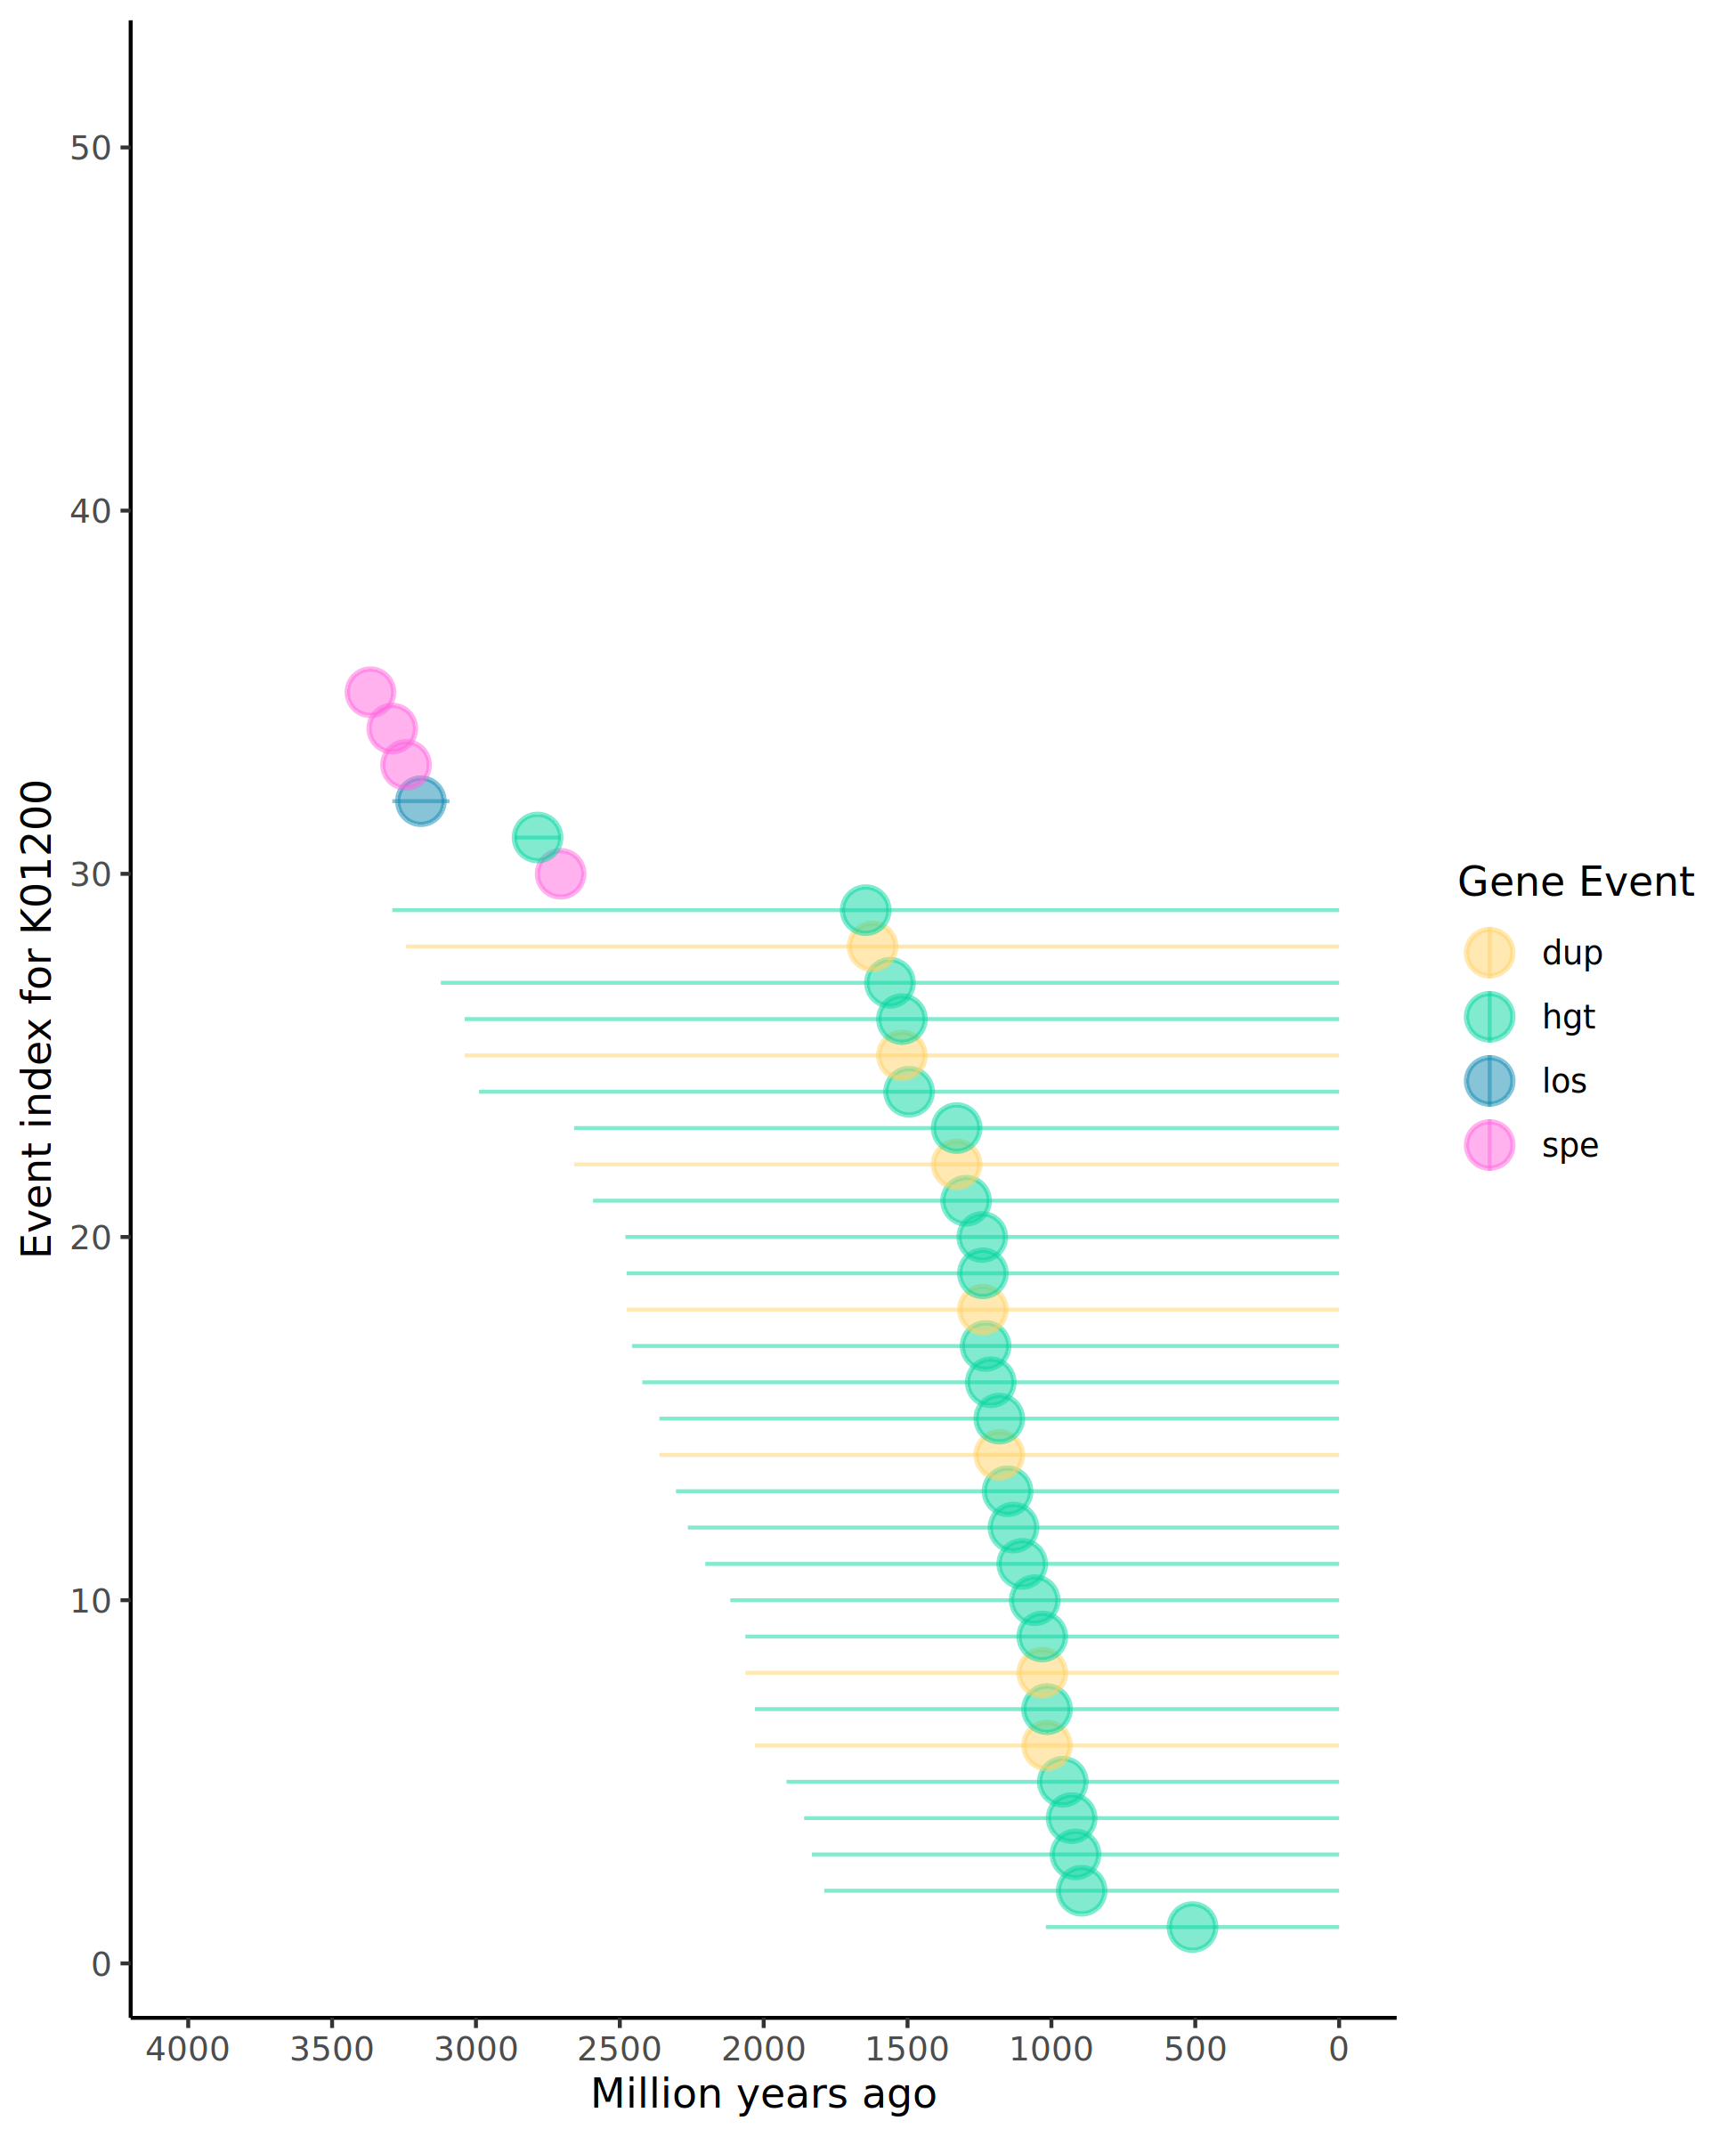 Event index for K01200
50
40
30
20
10
0
4000 3500 3000 2500 2000 1500 1000 500 0
Million years ago
Gene Event
dup
hgt
los
spe